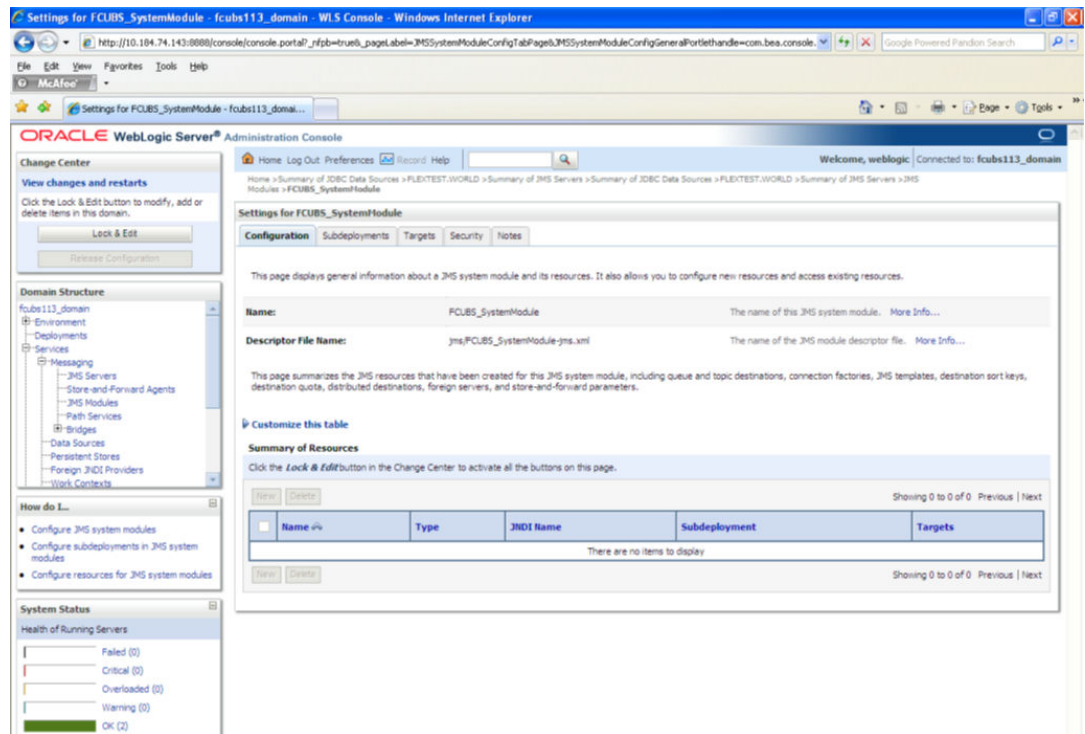 Settings for FCUBS_SystemModule - fcubs113_domain - WLS Console - Windows Internet Explorer
http://10.184.74.143:8888/console/console.portal?_nfpb=true&_pageLabel=JMSSystemModuleConfigTabPage&JMSSystemModuleConfigGeneralPortlethandle=com.bea.console.
Google Powered Pandion Search
File Edit View Favorites Tools Help
McAfee
Settings for FCUBS_SystemModule - fcubs113_domai...
Page Tools
ORACLE WebLogic Server® Administration Console
Change Center
View changes and restarts
Click the Lock & Edit button to modify, add or
delete items in this domain.
Lock & Edit
Release Configuration
Domain Structure
fcubs113_domain
Environment
Deployments
Services
Messaging
JMS Servers
Store-and-Forward Agents
JMS Modules
Path Services
Bridges
Data Sources
Persistent Stores
Foreign JNDI Providers
Work Contexts
How do I...
Configure JMS system modules
Configure subdeployments in JMS system
modules
Configure resources for JMS system modules
System Status
Health of Running Servers
Failed (0)
Critical (0)
Overloaded (0)
Warning (0)
OK (2)
Home Log Out Preferences Record Help
Welcome, weblogic Connected to: fcubs113_domain
Home >Summary of JDBC Data Sources >FLEXTEST.WORLD >Summary of JMS Servers >Summary of JDBC Data Sources >FLEXTEST.WORLD >Summary of JMS Servers >JMS
Modules >FCUBS_SystemModule
Settings for FCUBS_SystemModule
Configuration Subdeployments Targets Security Notes
This page displays general information about a JMS system module and its resources. It also allows you to configure new resources and access existing resources.
Name: FCUBS_SystemModule The name of this JMS system module. More Info...
Descriptor File Name: jms/FCUBS_SystemModule-jms.xml The name of the JMS module descriptor file. More Info...
This page summarizes the JMS resources that have been created for this JMS system module, including queue and topic destinations, connection factories, JMS templates, destination sort keys,
destination quota, distributed destinations, foreign servers, and store-and-forward parameters.
Customize this table
Summary of Resources
Click the Lock & Edit button in the Change Center to activate all the buttons on this page.
New Delete Showing 0 to 0 of 0 Previous | Next
Name Type JNDI Name Subdeployment Targets
There are no items to display
New Delete Showing 0 to 0 of 0 Previous | Next